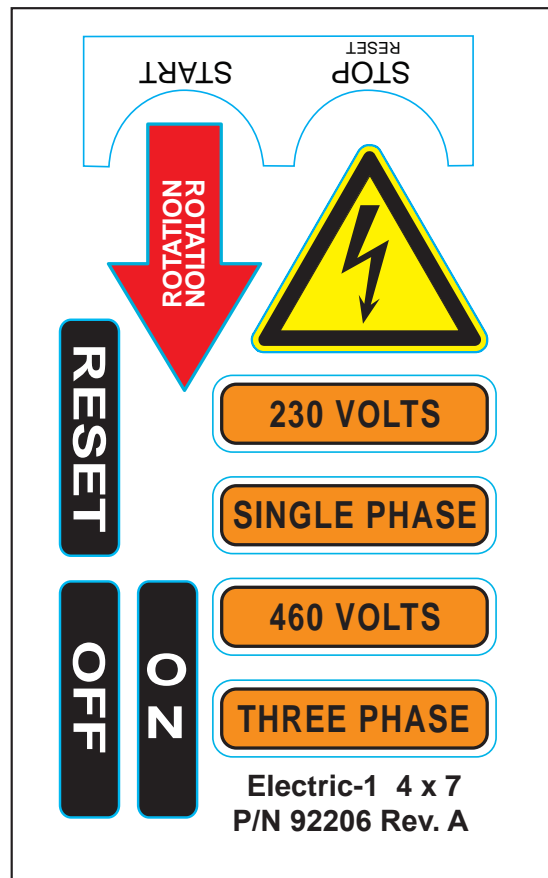 START
STOP
RESET
ROTATION
ROTATION
RESET
230 VOLTS
SINGLE PHASE
460 VOLTS
THREE PHASE
OFF
ON
Electric-1 4 x 7
P/N 92206 Rev. A